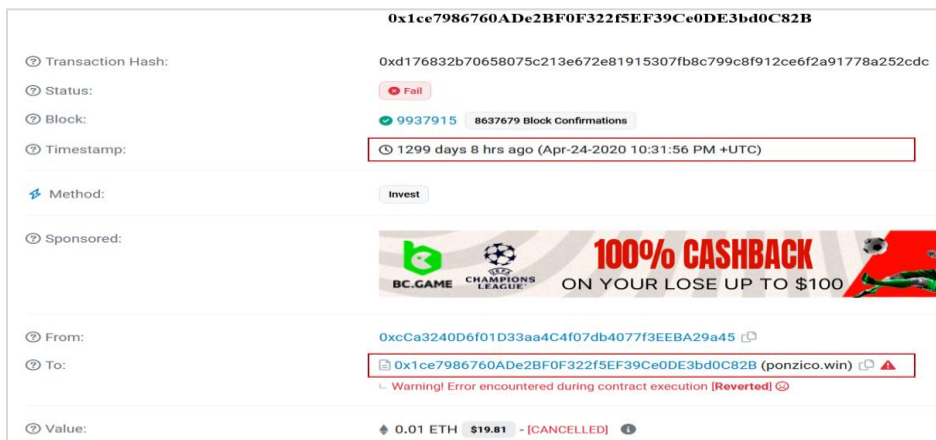 0x1ce7986760ADe2BF0F322f5EF39Ce0DE3bd0C82B
Transaction Hash: 0xd176832b70658075c213e672e81915307fb8c799c8f912ce6f2a91778a252cdc
Status: Fail
Block: 9937915 8637679 Block Confirmations
Timestamp: 1299 days 8 hrs ago (Apr-24-2020 10:31:56 PM +UTC)
Method: Invest
Sponsored:
BC.GAME
UEFA
CHAMPIONS
LEAGUE
100% CASHBACK
ON YOUR LOSE UP TO $100
From: 0xcCa3240D6f01D33aa4C4f07db4077f3EEBA29a45
To: 0x1ce7986760ADe2BF0F322f5EF39Ce0DE3bd0C82B (ponzico.win)
Warning! Error encountered during contract execution [Reverted]
Value: 0.01 ETH $19.81 - [CANCELLED]